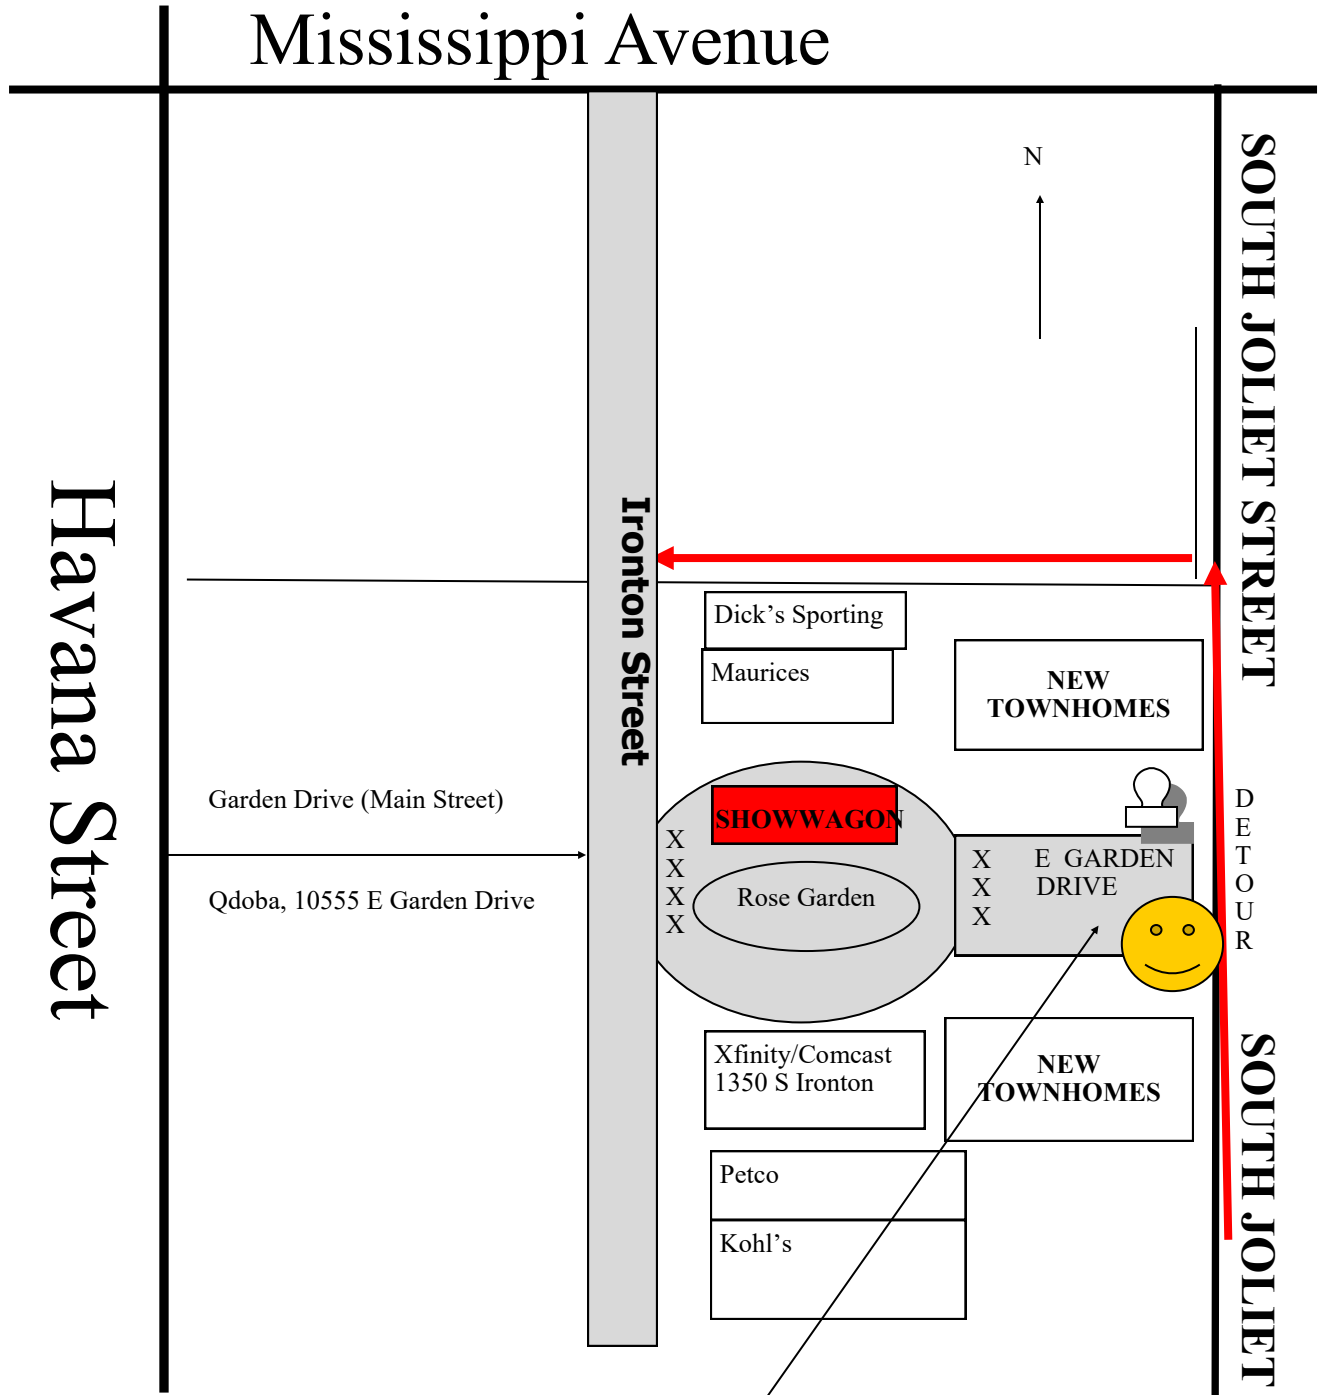 Mississippi Avenue
N
SOUTH JOLIET STREET
Havana Street
Ironton Street
Dick’s Sporting
Maurices
NEW
TOWNHOMES
Garden Drive (Main Street)
Qdoba, 10555 E Garden Drive
SHOWWAGON
X
X
X
X
Rose Garden
X
X
X
E GARDEN
DRIVE
D
E
T
O
U
R
Xfinity/Comcast
1350 S Ironton
NEW
TOWNHOMES
Petco
Kohl’s
SOUTH JOLIET